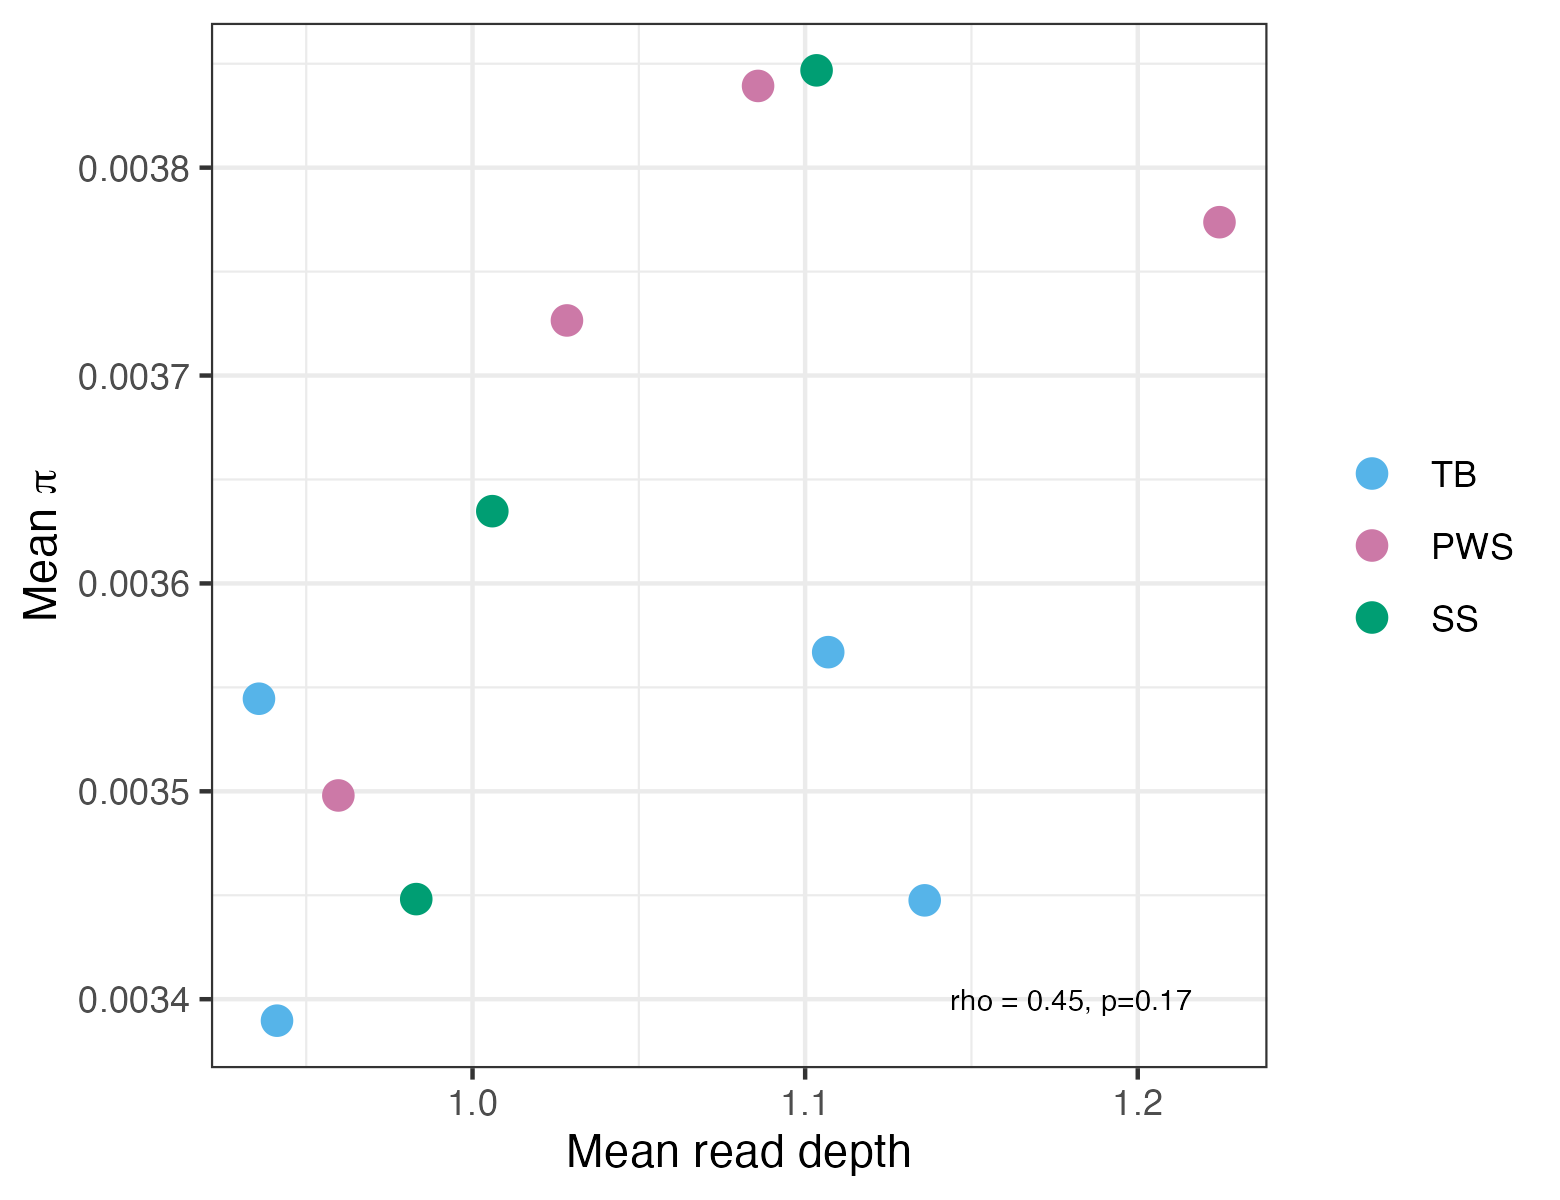 0.0038
0.0037
0.0036
0.0035
0.0034
Mean π
rho = 0.45, p=0.17
1.0
1.1
1.2
Mean read depth
TB
PWS
SS